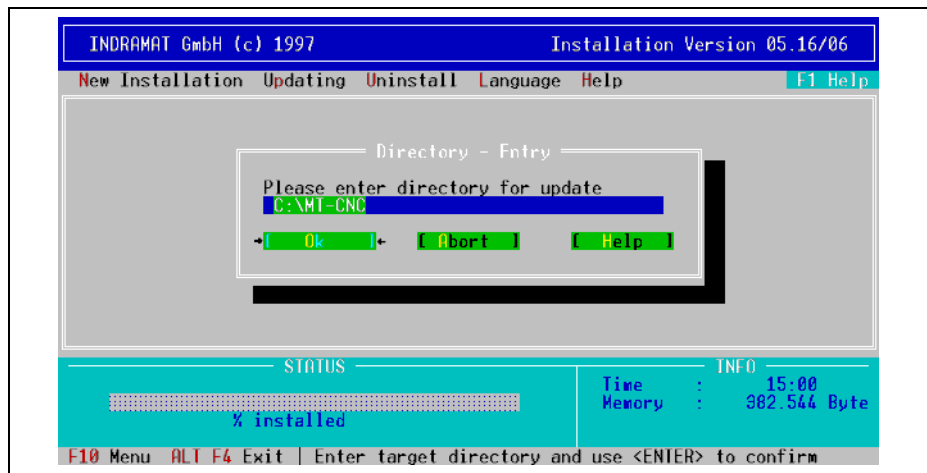 INDRAMAT GmbH (c) 1997 Installation Version 05.16/06
New Installation Updating Uninstall Language Help F1 Help
Directory - Entry
Please enter directory for update
C:\MT-CNC
[ Ok ] [ Abort ] [ Help ]
STATUS INFO
Time : 15:00
Memory : 382.544 Byte
% installed
F10 Menu ALT F4 Exit | Enter target directory and use <ENTER> to confirm